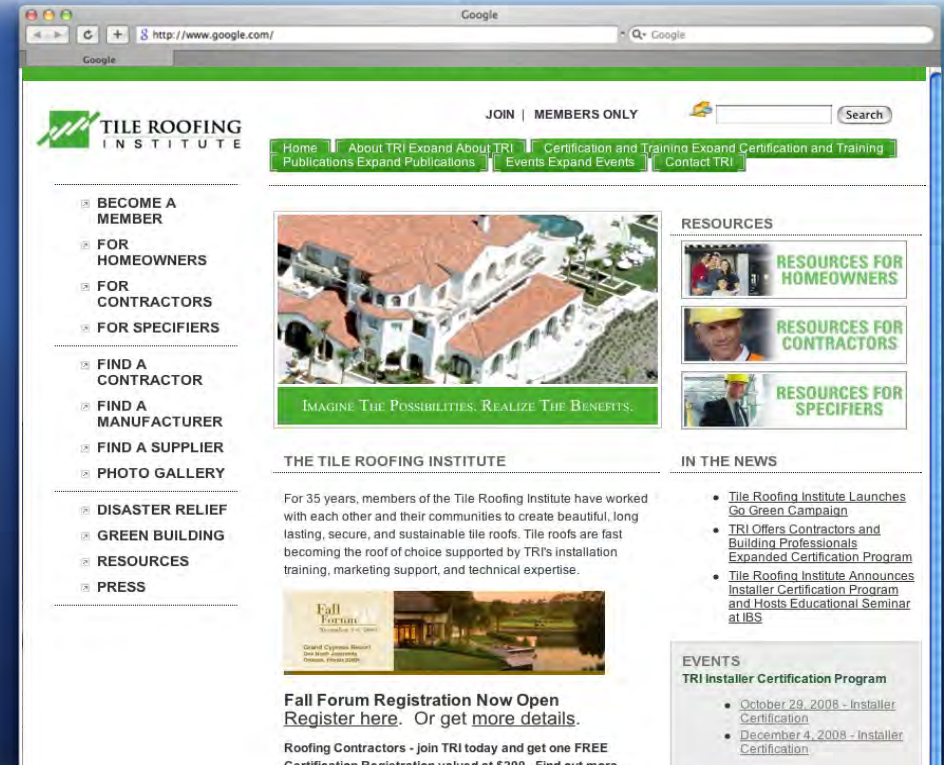 Google
http://www.google.com/
Google
Google
TILE ROOFING
INSTITUTE
JOIN | MEMBERS ONLY
Search
Home About TRI Expand About TRI Certification and Training Expand Certification and Training
Publications Expand Publications Events Expand Events Contact TRI
BECOME A
MEMBER
FOR
HOMEOWNERS
FOR
CONTRACTORS
FOR SPECIFIERS
FIND A
CONTRACTOR
FIND A
MANUFACTURER
FIND A SUPPLIER
PHOTO GALLERY
DISASTER RELIEF
GREEN BUILDING
RESOURCES
PRESS
IMAGINE THE POSSIBILITIES. REALIZE THE BENEFITS.
THE TILE ROOFING INSTITUTE
For 35 years, members of the Tile Roofing Institute have worked
with each other and their communities to create beautiful, long
lasting, secure, and sustainable tile roofs. Tile roofs are fast
becoming the roof of choice supported by TRI's installation
training, marketing support, and technical expertise.
Fall
Forum
Grand Cypress Resort
Fall Forum Registration Now Open
Register here. Or get more details.
Roofing Contractors - join TRI today and get one FREE
Certification Registration valued at $200 - Find out more
RESOURCES
RESOURCES FOR
HOMEOWNERS
RESOURCES FOR
CONTRACTORS
RESOURCES FOR
SPECIFIERS
IN THE NEWS
Tile Roofing Institute Launches
Go Green Campaign
TRI Offers Contractors and
Building Professionals
Expanded Certification Program
Tile Roofing Institute Announces
Installer Certification Program
and Hosts Educational Seminar
at IBS
EVENTS
TRI Installer Certification Program
October 29, 2008 - Installer
Certification
December 4, 2008 - Installer
Certification